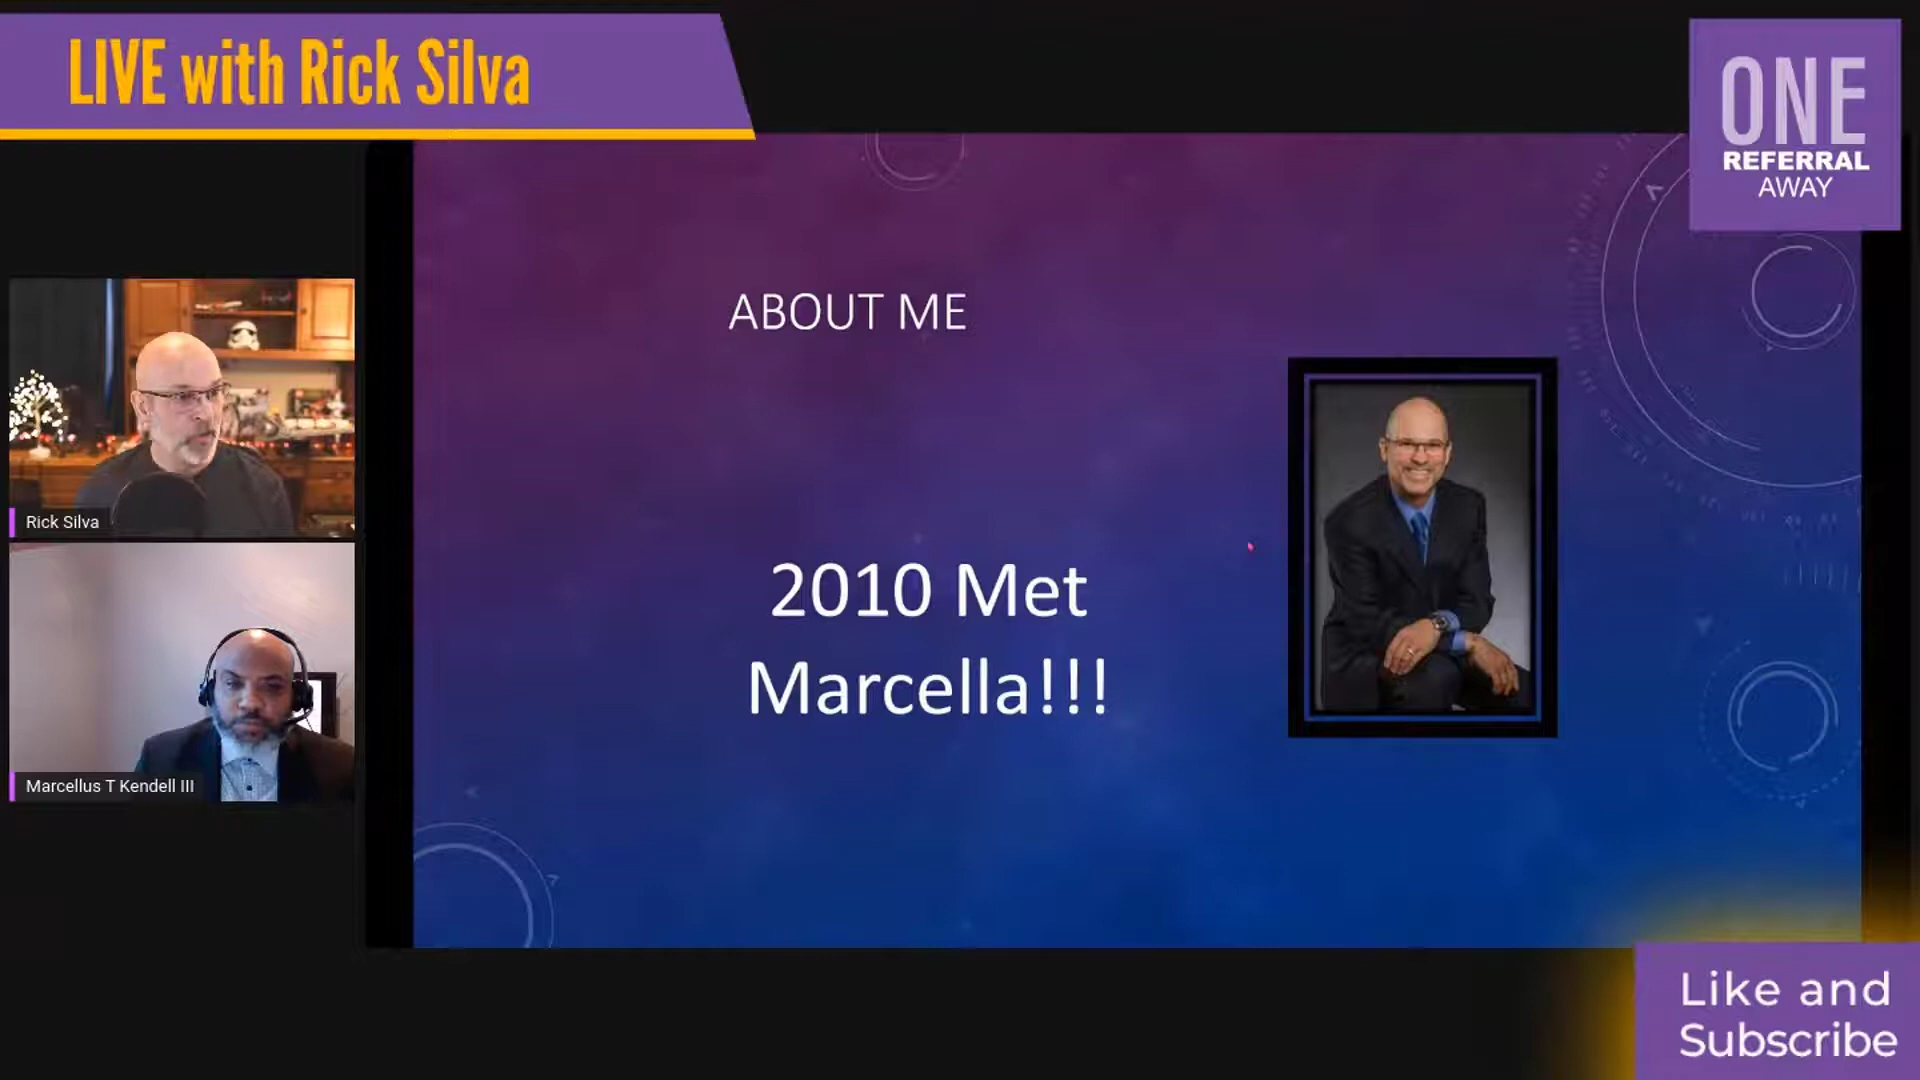 LIVE with Rick Silva
ONE
REFERRAL
AWAY
ABOUT ME
2010 Met
Marcella!!!
Rick Silva
Marcellus T Kendell III
Like and
Subscribe